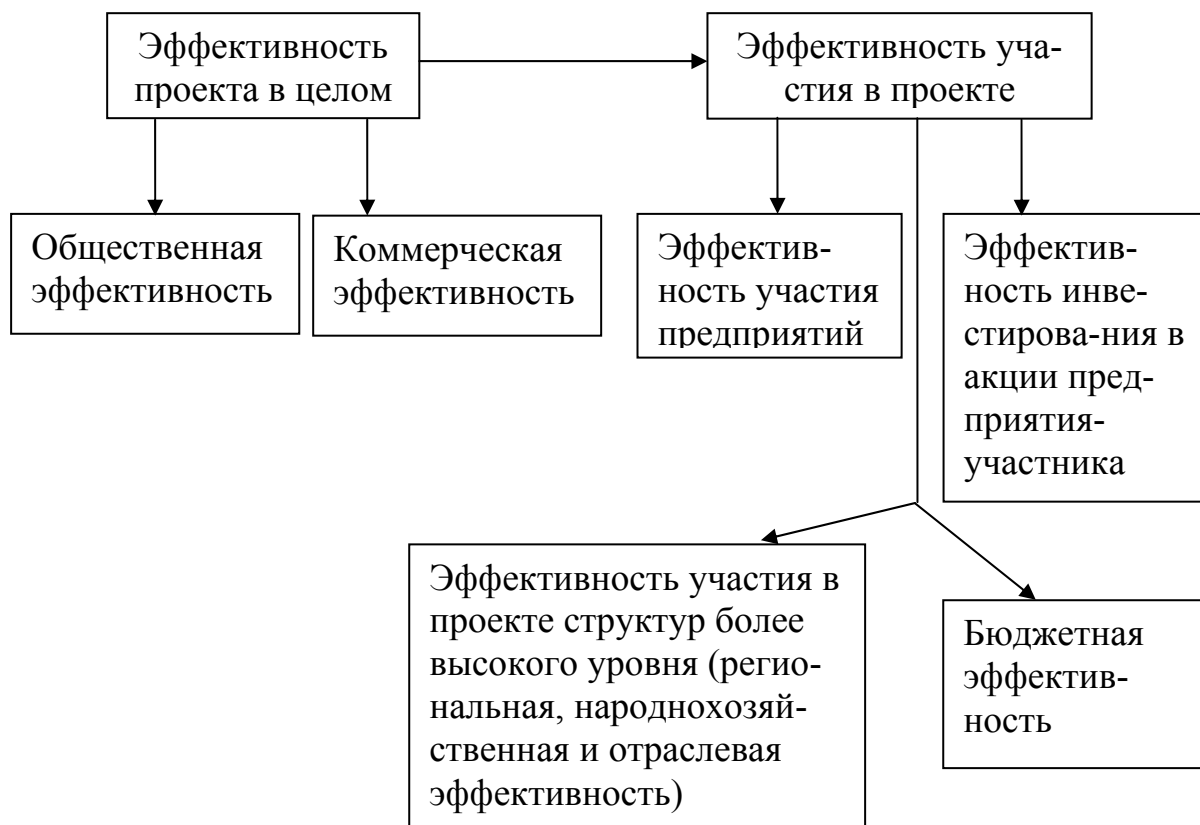 Эффективность
проекта в целом
Эффективность уча-
стия в проекте
Общественная
эффективность
Коммерческая
эффективность
Эффектив-
ность участия
предприятий
Эффектив-
ность инве-
стирова-ния в
акции пред-
приятия-
участника
Эффективность участия в
проекте структур более
высокого уровня (регио-
нальная, народнохозяй-
ственная и отраслевая
эффективность)
Бюджетная
эффектив-
ность